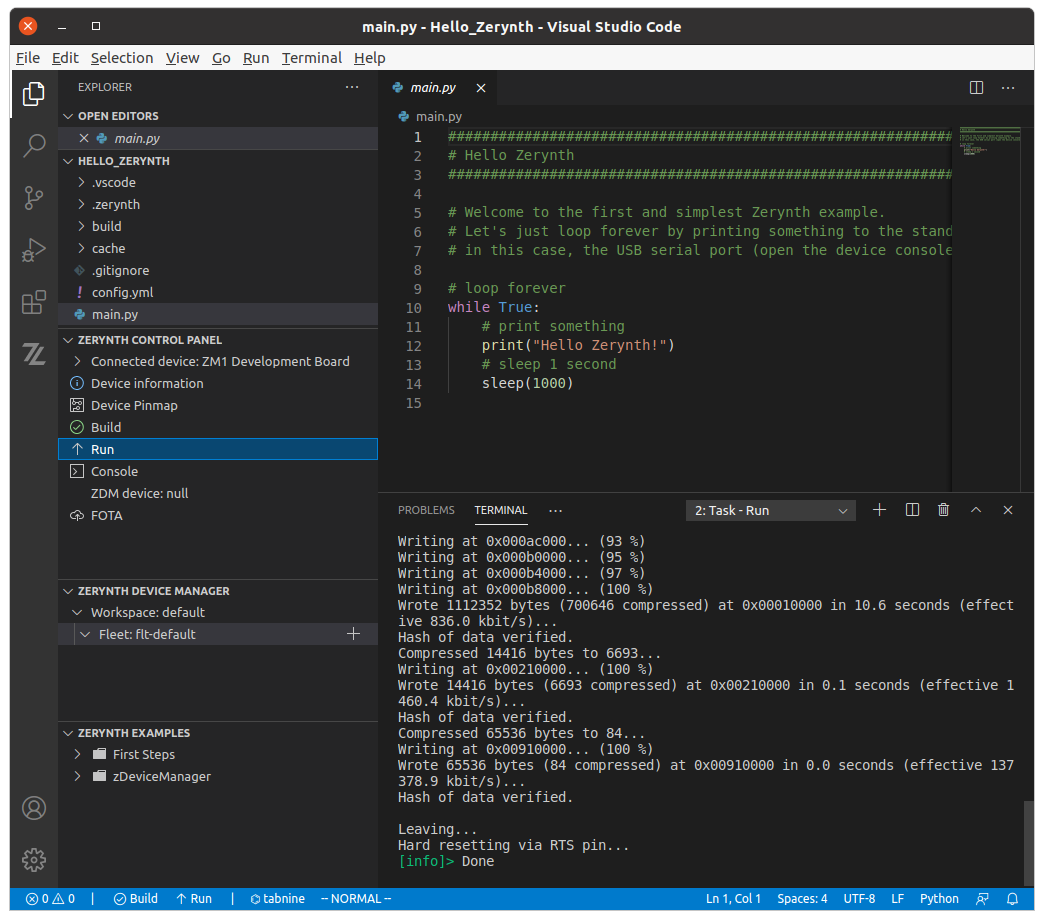 main.py - Hello_Zerynth - Visual Studio Code
File Edit Selection View Go Run Terminal Help
EXPLORER
OPEN EDITORS
main.py
HELLO_ZERYNTH
.vscode
.zerynth
build
cache
.gitignore
! config.yml
main.py
ZERYNTH CONTROL PANEL
Connected device: ZM1 Development Board
Device information
Device Pinmap
Build
Run
Console
ZDM device: null
FOTA
ZERYNTH DEVICE MANAGER
Workspace: default
Fleet: flt-default
ZERYNTH EXAMPLES
First Steps
zDeviceManager
main.py
main.py
1 ############################################################
2 # Hello Zerynth
3 ############################################################
4
5 # Welcome to the first and simplest Zerynth example.
6 # Let's just loop forever by printing something to the stand
7 # in this case, the USB serial port (open the device console
8
9 # loop forever
10 while True:
11 # print something
12 print("Hello Zerynth!")
13 # sleep 1 second
14 sleep(1000)
15
PROBLEMS TERMINAL ··· 2: Task - Run
Writing at 0x000ac000... (93 %)
Writing at 0x000b0000... (95 %)
Writing at 0x000b4000... (97 %)
Writing at 0x000b8000... (100 %)
Wrote 1112352 bytes (700646 compressed) at 0x00010000 in 10.6 seconds (effect
ive 836.0 kbit/s)...
Hash of data verified.
Compressed 14416 bytes to 6693...
Writing at 0x00210000... (100 %)
Wrote 14416 bytes (6693 compressed) at 0x00210000 in 0.1 seconds (effective 1
460.4 kbit/s)...
Hash of data verified.
Compressed 65536 bytes to 84...
Writing at 0x00910000... (100 %)
Wrote 65536 bytes (84 compressed) at 0x00910000 in 0.0 seconds (effective 137
378.9 kbit/s)...
Hash of data verified.
Leaving...
Hard resetting via RTS pin...
[info]> Done
0 0 | Build Run | tabnine -- NORMAL -- Ln 1, Col 1 Spaces: 4 UTF-8 LF Python